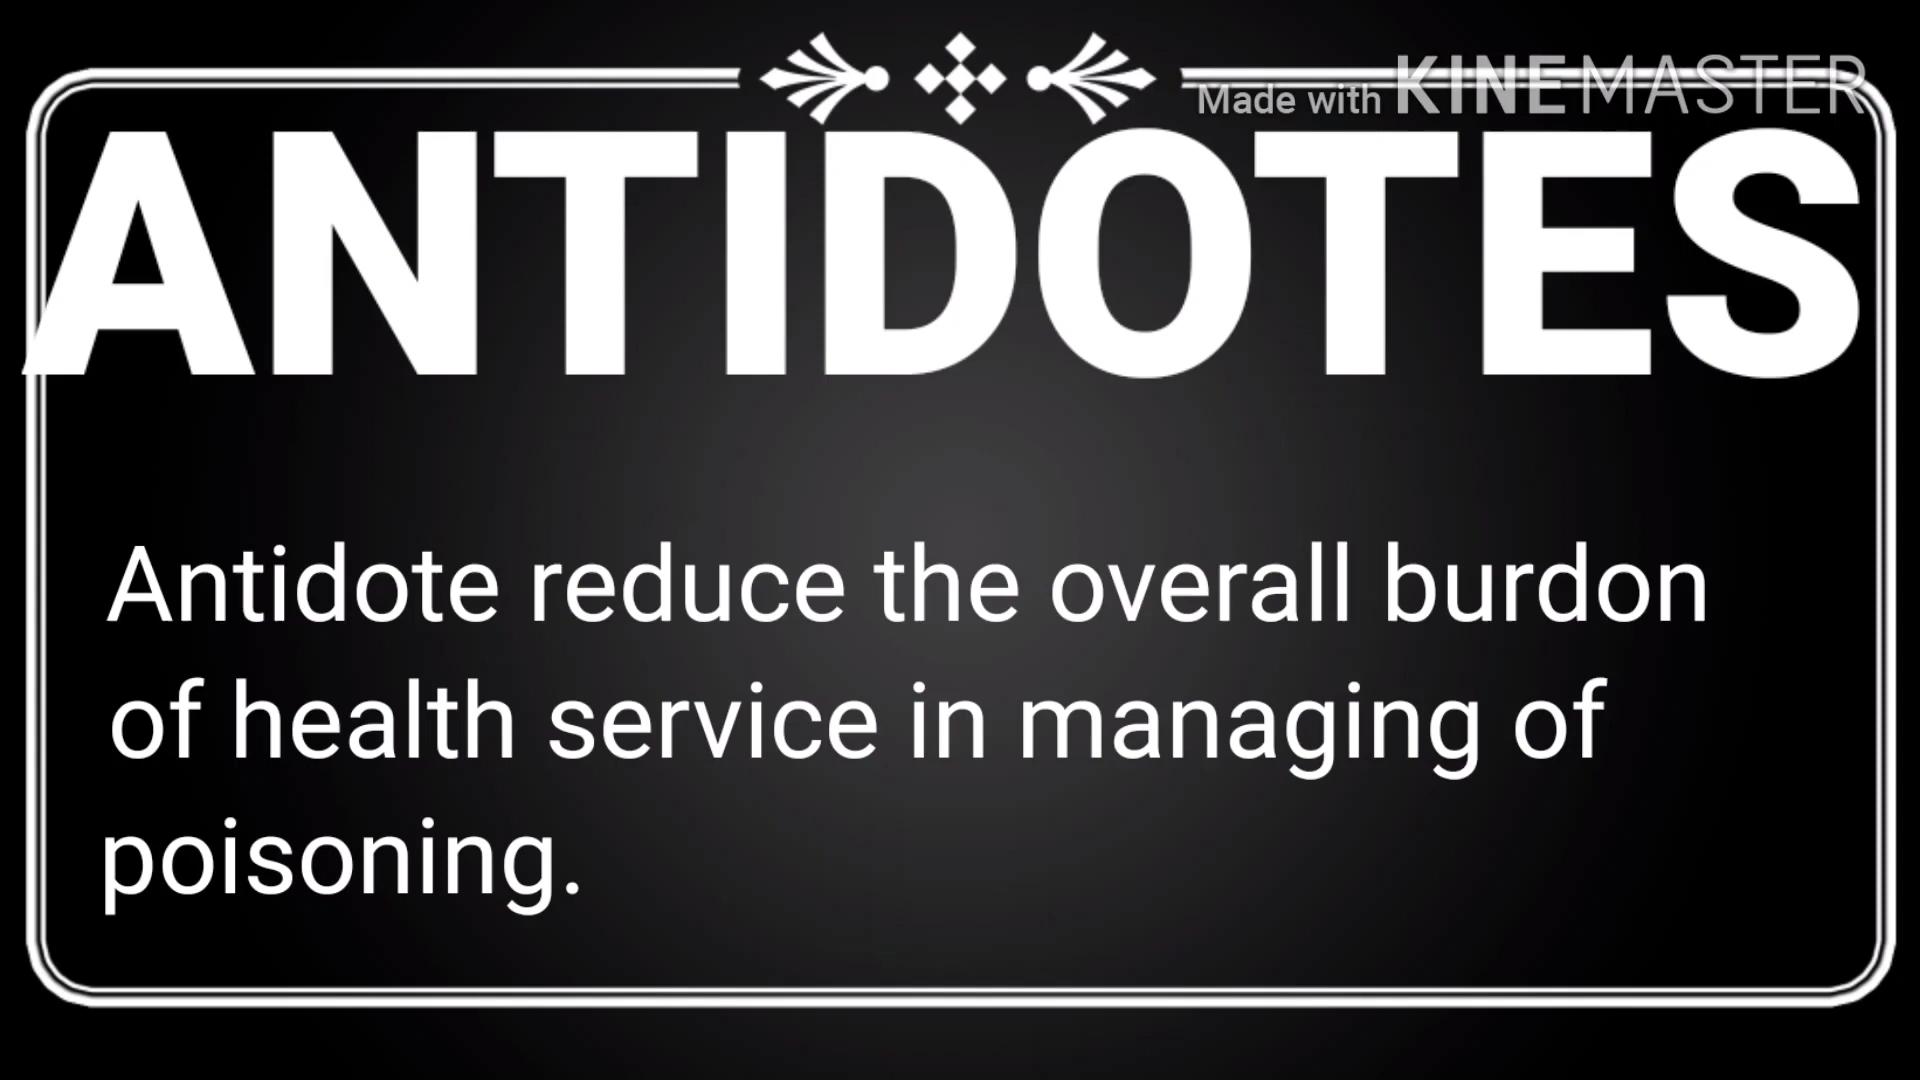 Made with KINEMASTER
ANTIDOTES
Antidote reduce the overall burdon
of health service in managing of
poisoning.